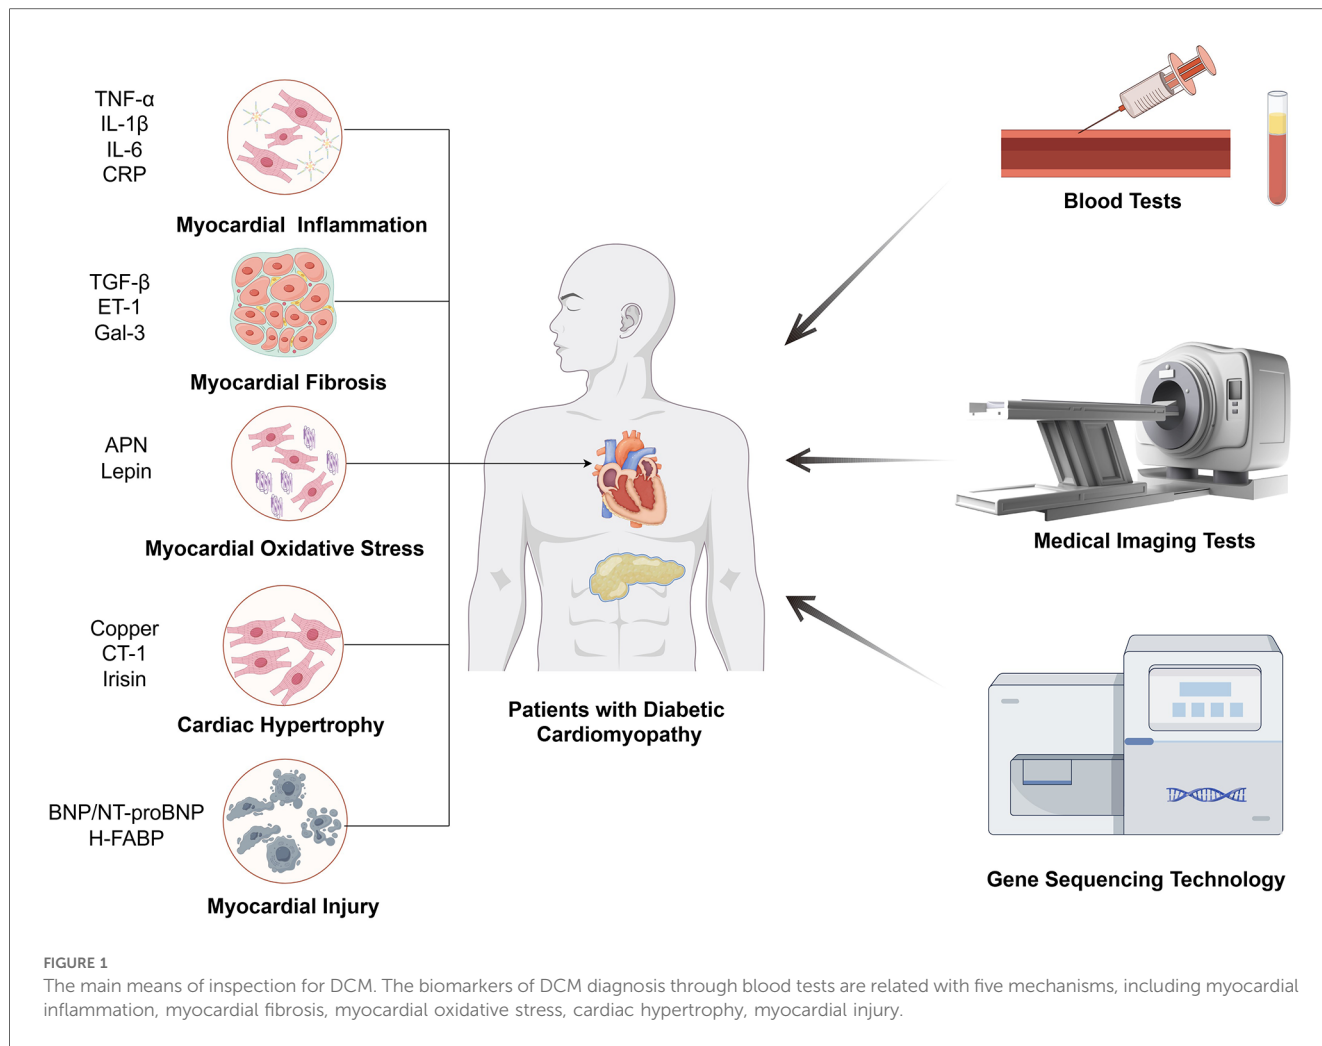 TNF-α
IL-1β
IL-6
CRP
Myocardial Inflammation
TGF-β
ET-1
Gal-3
Myocardial Fibrosis
APN
Lepin
Myocardial Oxidative Stress
Copper
CT-1
Irisin
Cardiac Hypertrophy
BNP/NT-proBNP
H-FABP
Myocardial Injury
Patients with Diabetic
Cardiomyopathy
Blood Tests
Medical Imaging Tests
Gene Sequencing Technology
FIGURE 1
The main means of inspection for DCM. The biomarkers of DCM diagnosis through blood tests are related with five mechanisms, including myocardial
inflammation, myocardial fibrosis, myocardial oxidative stress, cardiac hypertrophy, myocardial injury.